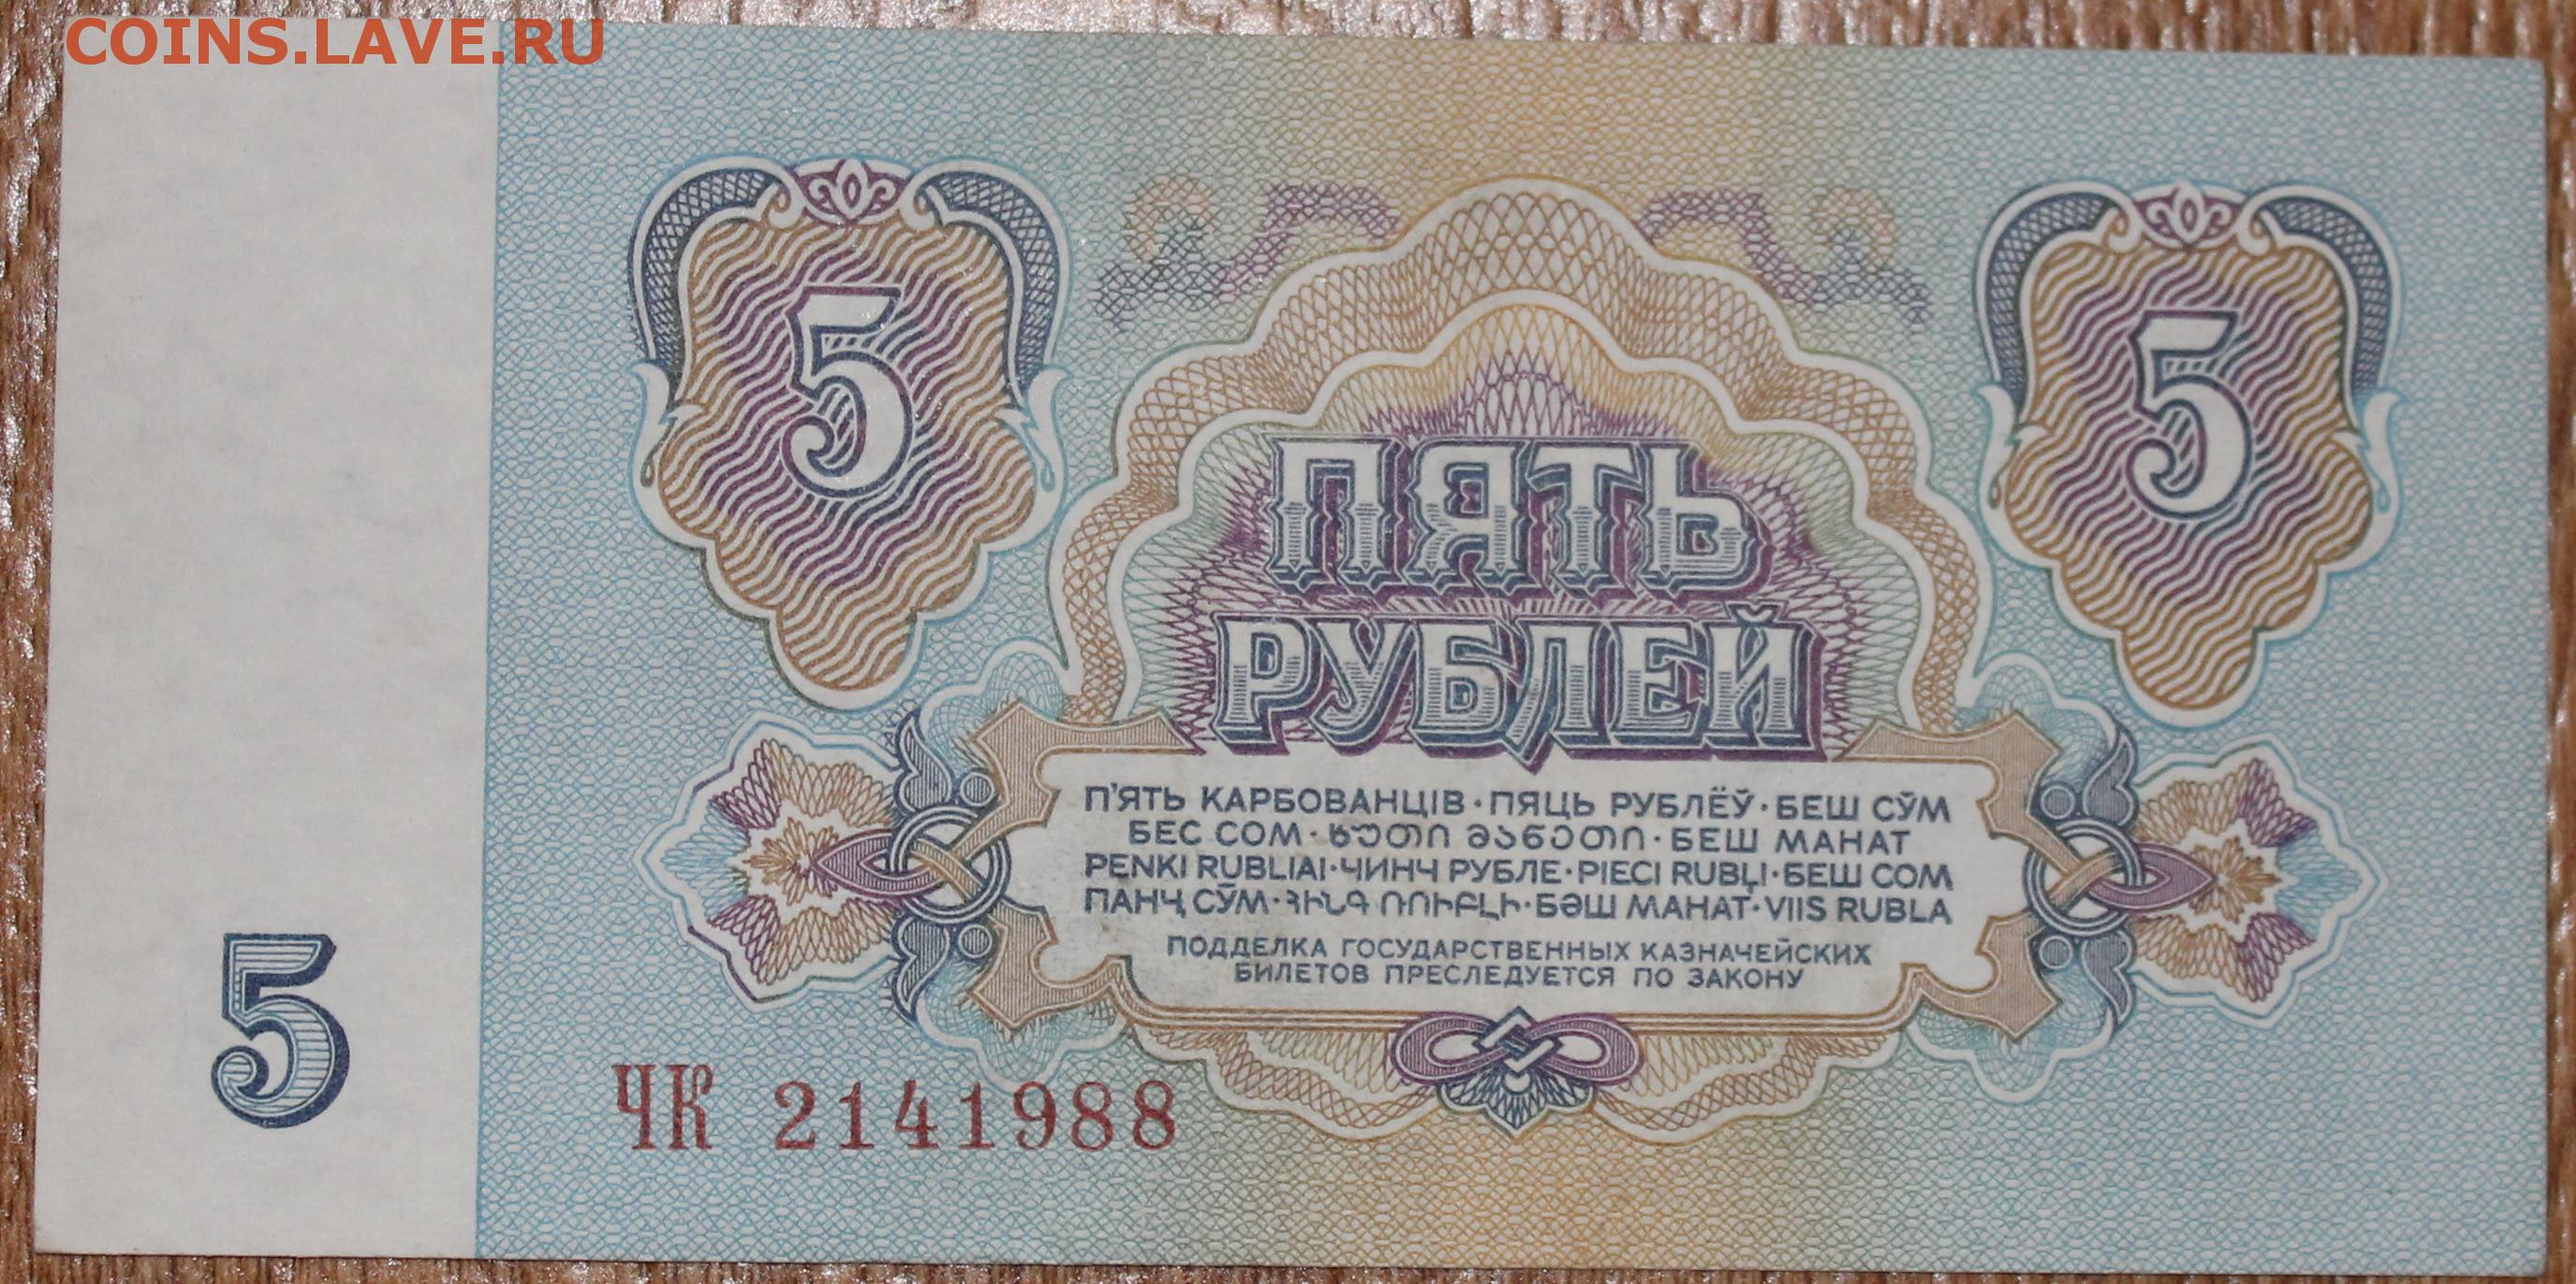 COINS.LAVE.RU
5
5
ПЯТЬ
РУБЛЕЙ
П'ЯТЬ КАРБОВАНЦІВ · ПЯЦЬ РУБЛЁЎ · БЕШ СЎМ
БЕС СОМ · ხუთი მანეთი · БЕШ МАНАТ
PENKI RUBLIAI · ЧИНЧ РУБЛЕ · PIECI RUBĻI · БЕШ СОМ
ПАНҶ СӮМ · ՀԻՆԳ ՌՈՒԲԼԻ · БӘШ МАНАТ · VIIS RUBLA
ПОДДЕЛКА ГОСУДАРСТВЕННЫХ КАЗНАЧЕЙСКИХ
БИЛЕТОВ ПРЕСЛЕДУЕТСЯ ПО ЗАКОНУ
5
ЧК 2141988